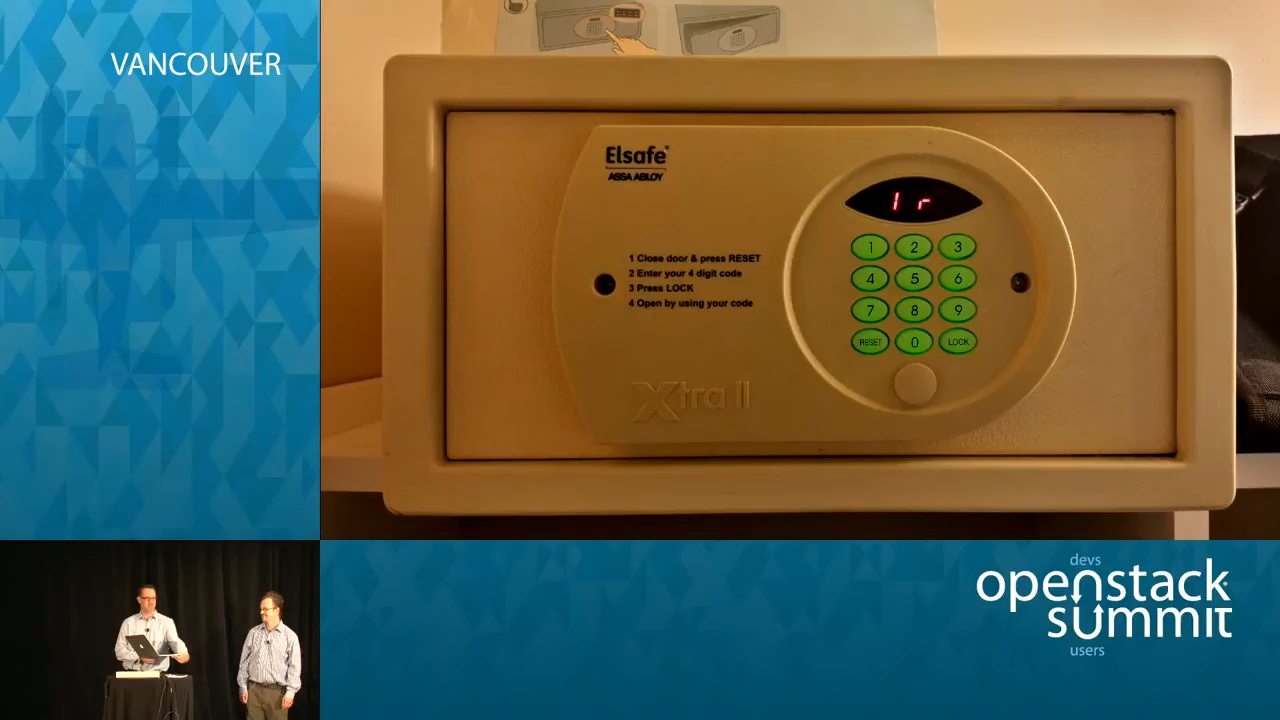 VANCOUVER
Elsafe®
ASSA ABLOY
1 r
1 Close door & press RESET
2 Enter your 4 digit code
3 Press LOCK
4 Open by using your code
1 2 3
4 5 6
7 8 9
RESET 0 LOCK
Xtra II
devs
openstack
summit
users